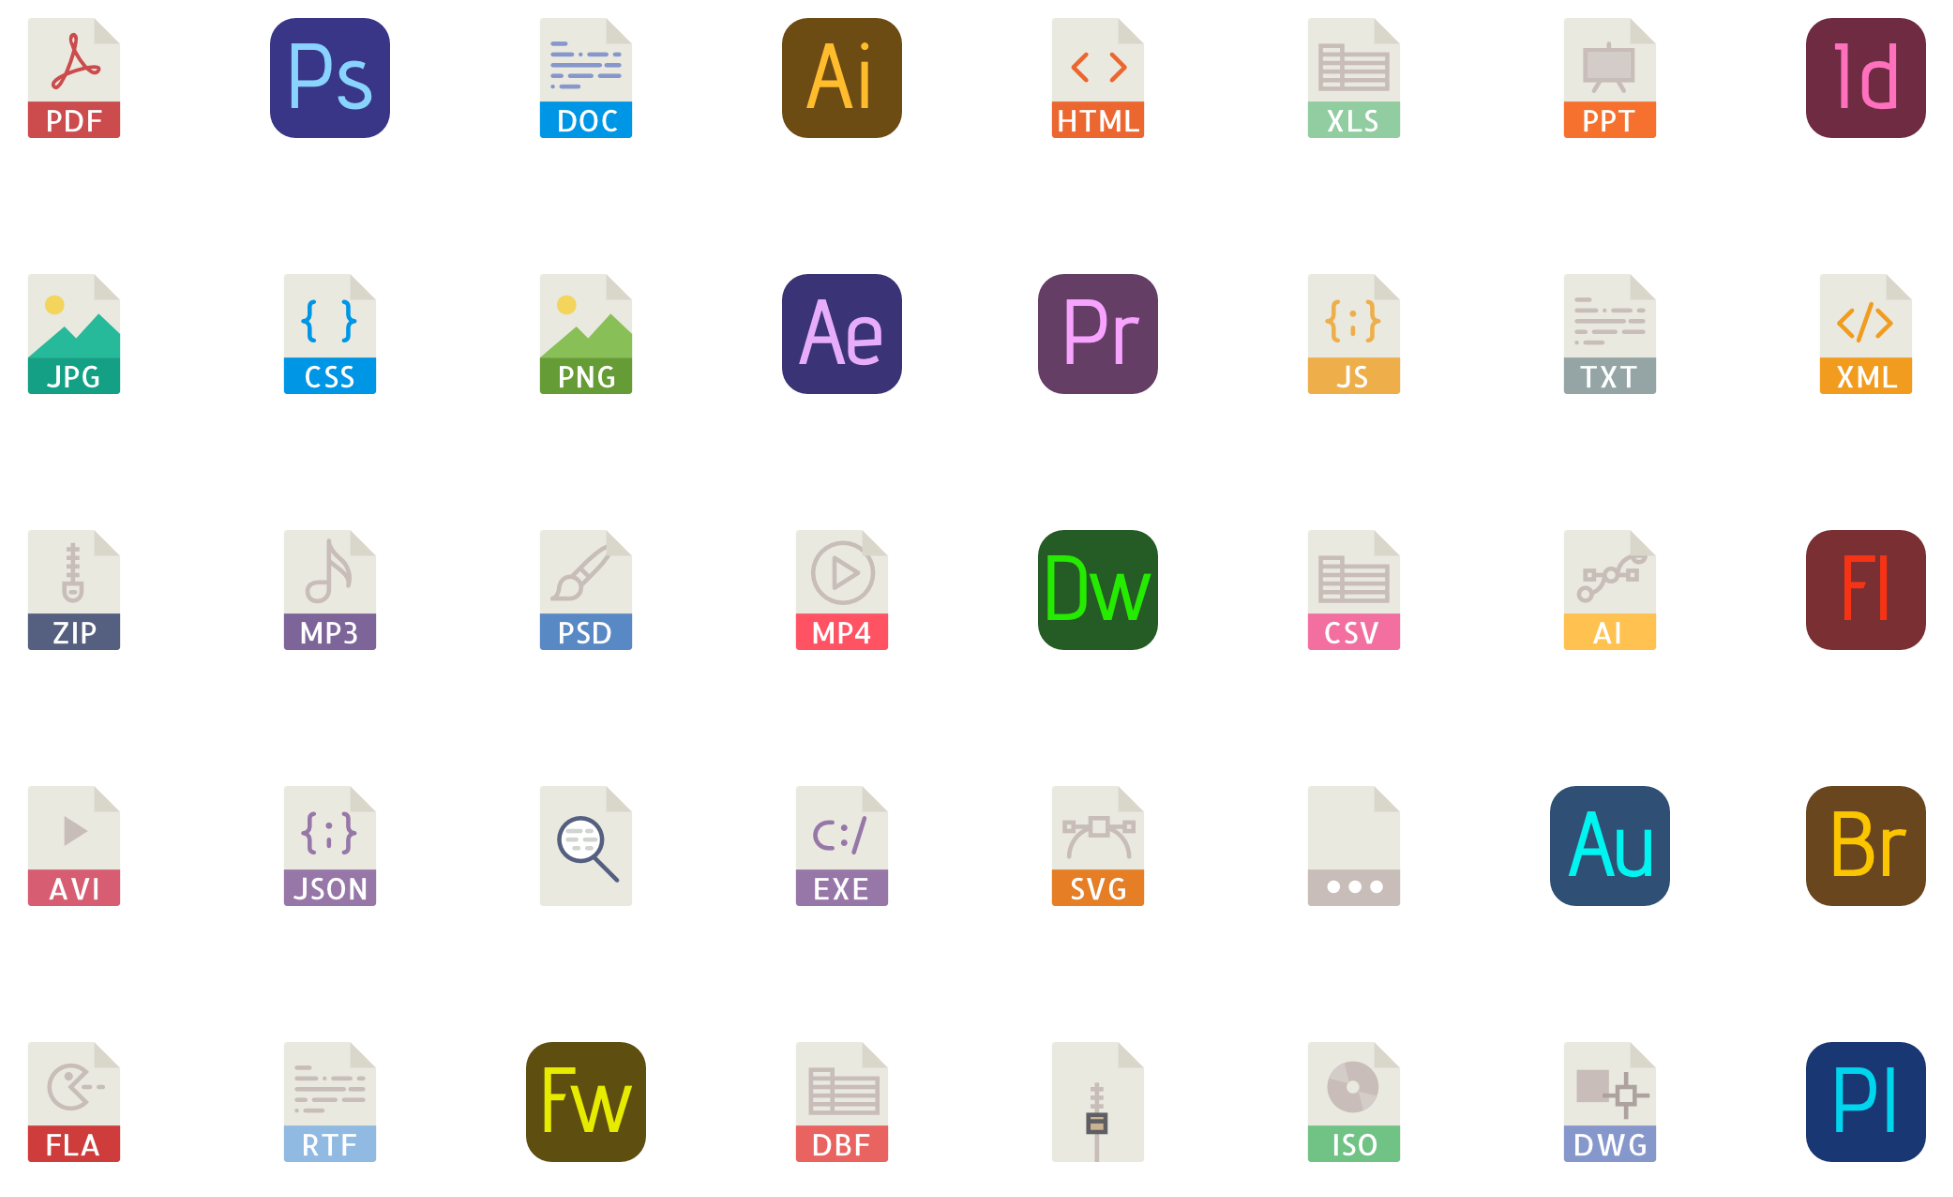 PDF
Ps
DOC
Ai
< >
HTML
XLS
PPT
Id
JPG
{ }
CSS
PNG
Ae
Pr
{;}
JS
TXT
</>
XML
ZIP
MP3
PSD
MP4
Dw
CSV
AI
Fl
AVI
{;}
JSON
c:/
EXE
SVG
Au
Br
FLA
RTF
Fw
DBF
ISO
DWG
Pl